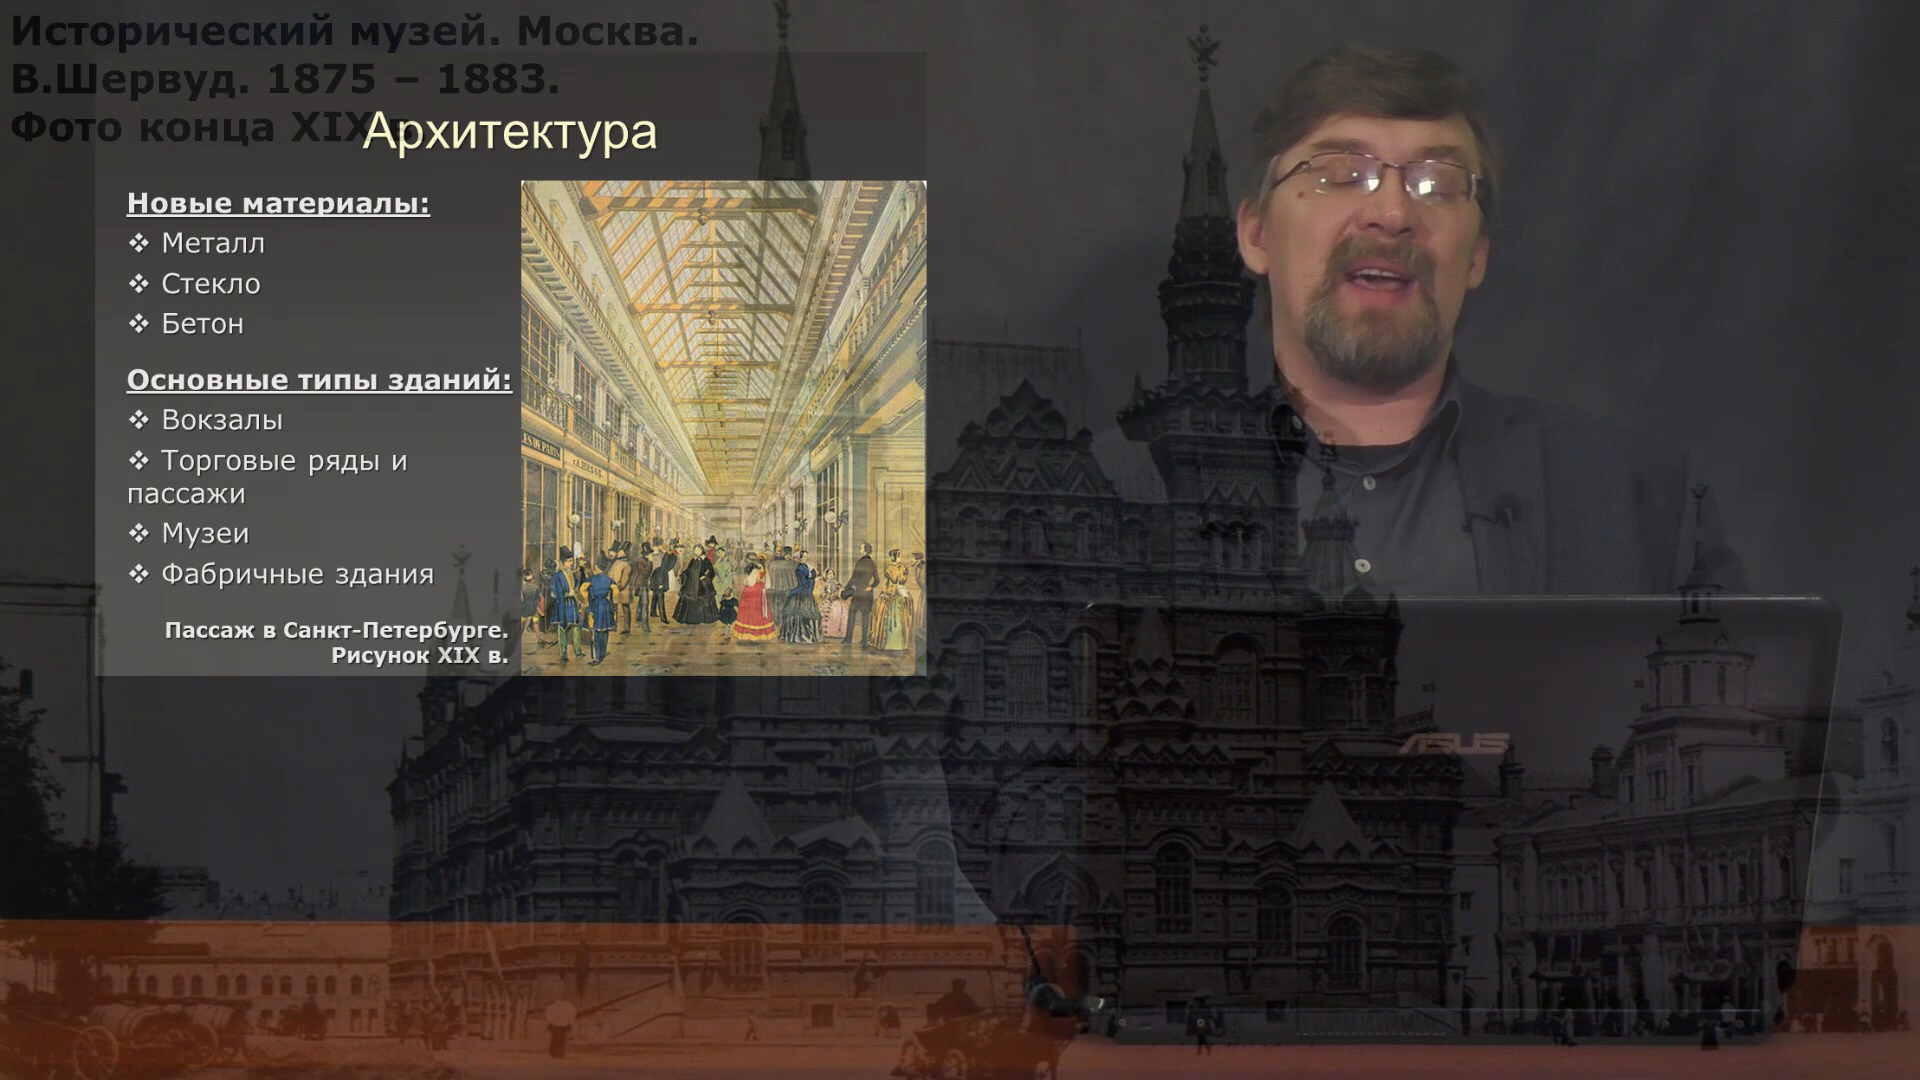 Исторический музей. Москва.
В.Шервуд. 1875 – 1883.
Фото конца XIX в.
Архитектура
Новые материалы:
❖ Металл
❖ Стекло
❖ Бетон
Основные типы зданий:
❖ Вокзалы
❖ Торговые ряды и
пассажи
❖ Музеи
❖ Фабричные здания
Пассаж в Санкт-Петербурге.
Рисунок XIX в.
ASUS